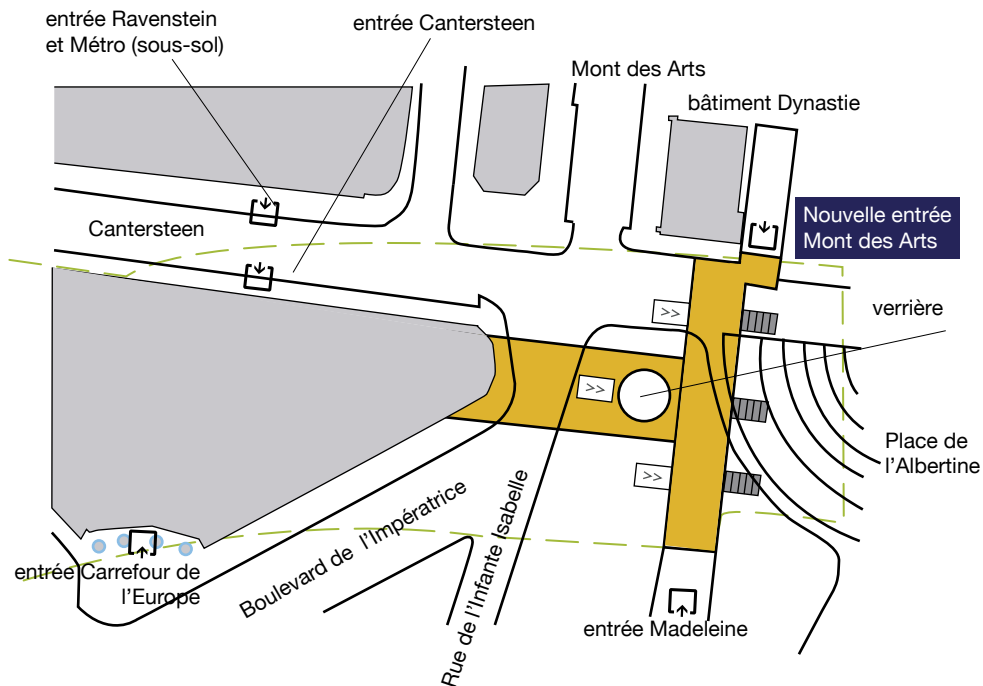 entrée Ravenstein
et Métro (sous-sol)
entrée Cantersteen
Mont des Arts
bâtiment Dynastie
Nouvelle entrée
Mont des Arts
Cantersteen
verrière
>>
>>
>>
Place de
l'Albertine
Boulevard de l'Impératrice
Rue de l'Infante Isabelle
entrée Carrefour de
l'Europe
entrée Madeleine